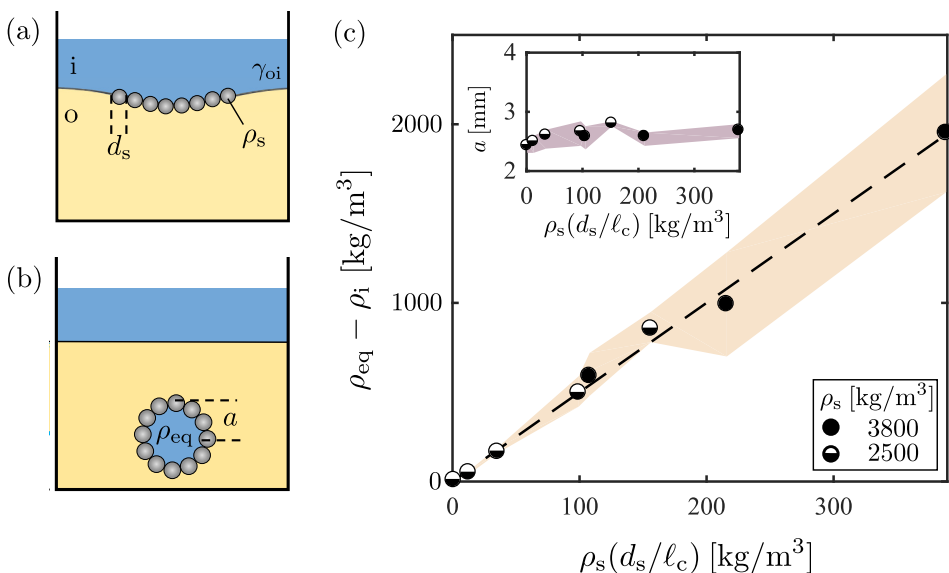 (a)
i
γoi
o
ds
ρs
(b)
ρeq
a
(c)
ρeq − ρi [kg/m³]
2000
1000
0
0
100
200
300
ρs(ds/ℓc) [kg/m³]
a [mm]
4
3
2
0
100
200
300
ρs(ds/ℓc) [kg/m³]
ρs [kg/m³]
3800
2500